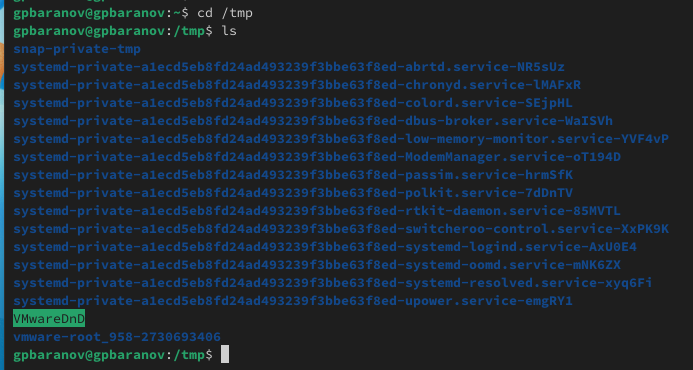 gpbaranov@gpbaranov:~$ cd /tmp
gpbaranov@gpbaranov:/tmp$ ls
snap-private-tmp
systemd-private-a1ecd5eb8fd24ad493239f3bbe63f8ed-abrtd.service-NR5sUz
systemd-private-a1ecd5eb8fd24ad493239f3bbe63f8ed-chronyd.service-lMAFxR
systemd-private-a1ecd5eb8fd24ad493239f3bbe63f8ed-colord.service-SEjpHL
systemd-private-a1ecd5eb8fd24ad493239f3bbe63f8ed-dbus-broker.service-WaISVh
systemd-private-a1ecd5eb8fd24ad493239f3bbe63f8ed-low-memory-monitor.service-YVF4vP
systemd-private-a1ecd5eb8fd24ad493239f3bbe63f8ed-ModemManager.service-oT194D
systemd-private-a1ecd5eb8fd24ad493239f3bbe63f8ed-passim.service-hrmSfK
systemd-private-a1ecd5eb8fd24ad493239f3bbe63f8ed-polkit.service-7dDnTV
systemd-private-a1ecd5eb8fd24ad493239f3bbe63f8ed-rtkit-daemon.service-85MVTL
systemd-private-a1ecd5eb8fd24ad493239f3bbe63f8ed-switcheroo-control.service-XxPK9K
systemd-private-a1ecd5eb8fd24ad493239f3bbe63f8ed-systemd-logind.service-AxU0E4
systemd-private-a1ecd5eb8fd24ad493239f3bbe63f8ed-systemd-oomd.service-mNK6ZX
systemd-private-a1ecd5eb8fd24ad493239f3bbe63f8ed-systemd-resolved.service-xyq6Fi
systemd-private-a1ecd5eb8fd24ad493239f3bbe63f8ed-upower.service-emgRY1
VMwareDnD
vmware-root_958-2730693406
gpbaranov@gpbaranov:/tmp$